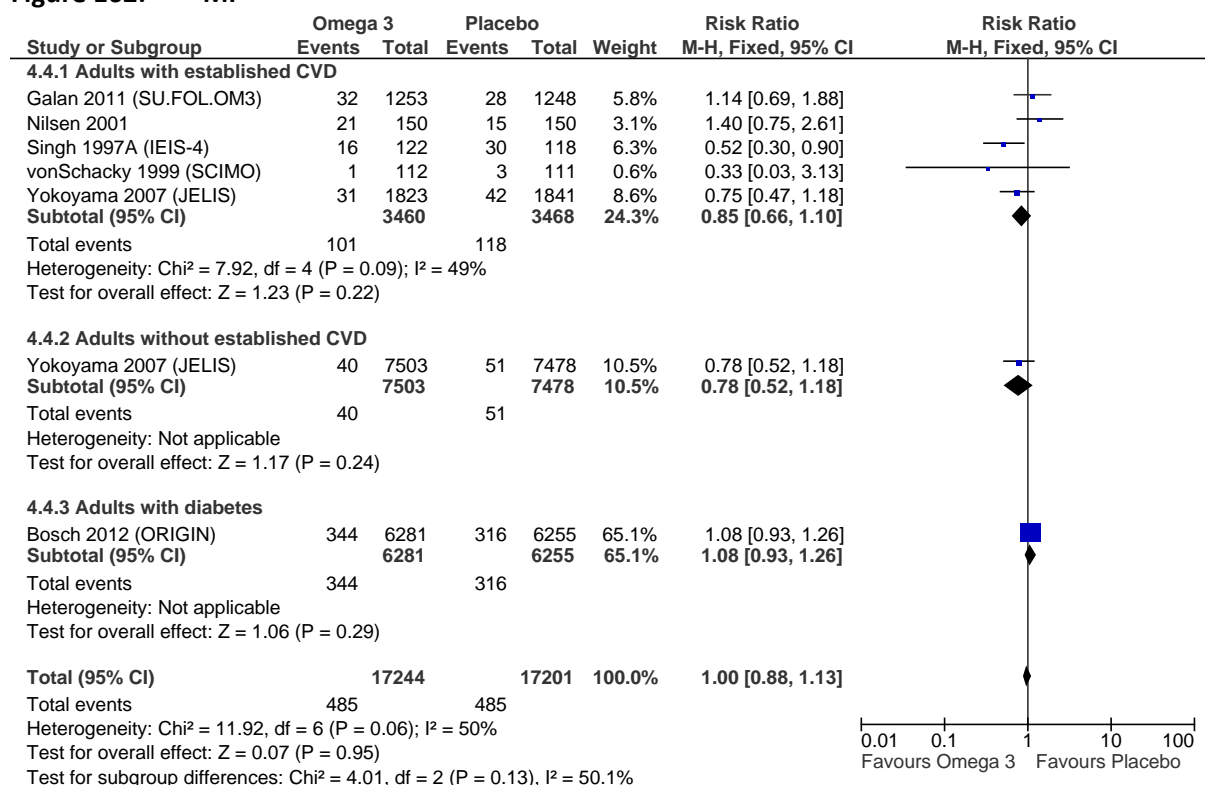 Omega 3 Placebo Risk Ratio Risk Ratio
Study or Subgroup Events Total Events Total Weight M-H, Fixed, 95% CI M-H, Fixed, 95% CI
4.4.1 Adults with established CVD
Galan 2011 (SU.FOL.OM3) 32 1253 28 1248 5.8% 1.14 [0.69, 1.88]
Nilsen 2001 21 150 15 150 3.1% 1.40 [0.75, 2.61]
Singh 1997A (IEIS-4) 16 122 30 118 6.3% 0.52 [0.30, 0.90]
vonSchacky 1999 (SCIMO) 1 112 3 111 0.6% 0.33 [0.03, 3.13]
Yokoyama 2007 (JELIS) 31 1823 42 1841 8.6% 0.75 [0.47, 1.18]
Subtotal (95% CI) 3460 3468 24.3% 0.85 [0.66, 1.10]
Total events 101 118
Heterogeneity: Chi² = 7.92, df = 4 (P = 0.09); I² = 49%
Test for overall effect: Z = 1.23 (P = 0.22)
4.4.2 Adults without established CVD
Yokoyama 2007 (JELIS) 40 7503 51 7478 10.5% 0.78 [0.52, 1.18]
Subtotal (95% CI) 7503 7478 10.5% 0.78 [0.52, 1.18]
Total events 40 51
Heterogeneity: Not applicable
Test for overall effect: Z = 1.17 (P = 0.24)
4.4.3 Adults with diabetes
Bosch 2012 (ORIGIN) 344 6281 316 6255 65.1% 1.08 [0.93, 1.26]
Subtotal (95% CI) 6281 6255 65.1% 1.08 [0.93, 1.26]
Total events 344 316
Heterogeneity: Not applicable
Test for overall effect: Z = 1.06 (P = 0.29)
Total (95% CI) 17244 17201 100.0% 1.00 [0.88, 1.13]
Total events 485 485
Heterogeneity: Chi² = 11.92, df = 6 (P = 0.06); I² = 50%
Test for overall effect: Z = 0.07 (P = 0.95)
Test for subgroup differences: Chi² = 4.01, df = 2 (P = 0.13), I² = 50.1%
0.01 0.1 1 10 100
Favours Omega 3 Favours Placebo